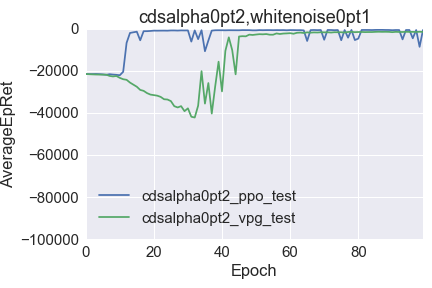 cdsalpha0pt2,whitenoise0pt1
AverageEpRet
0
−20000
−40000
−60000
−80000
−100000
cdsalpha0pt2_ppo_test
cdsalpha0pt2_vpg_test
0 20 40 60 80
Epoch